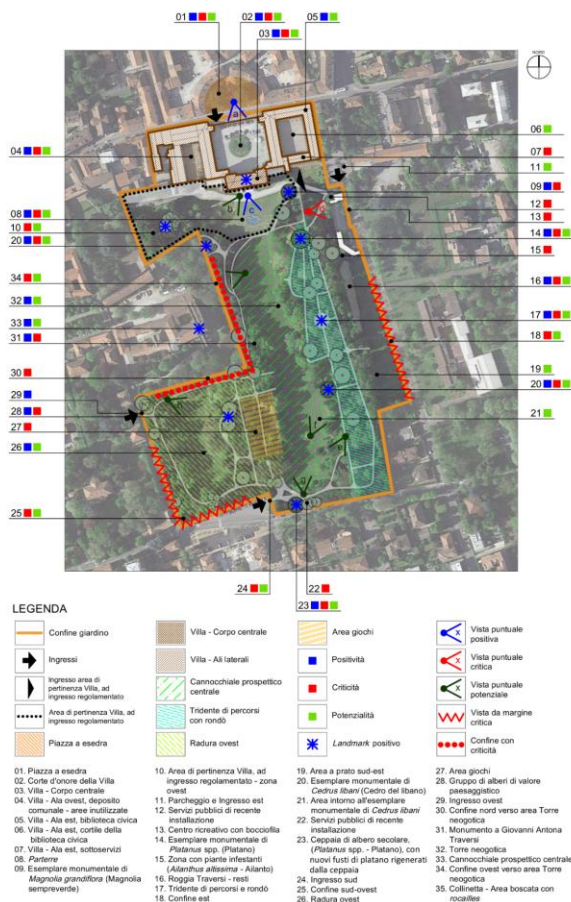 01
02
03
05
NORD
04
06
07
11
09
12
13
08
10
20
14
15
34
32
33
31
16
17
18
30
29
28
27
26
19
20
21
25
24
22
23
a
b
c
e
f
g
LEGENDA
Confine giardino
Ingressi
Ingresso area di
pertinenza Villa, ad
ingresso regolamentato
Area di pertinenza Villa, ad
ingresso regolamentato
Piazza a esedra
Villa - Corpo centrale
Villa - Ali laterali
Cannocchiale prospettico
centrale
Tridente di percorsi
con rondò
Radura ovest
Area giochi
Positività
Criticità
Potenzialità
Landmark positivo
x
Vista puntuale
positiva
x
Vista puntuale
critica
x
Vista puntuale
potenziale
Vista da margine
critica
Confine con
criticità
01. Piazza a esedra
02. Corte d'onore della Villa
03. Villa - Corpo centrale
04. Villa - Ala ovest, deposito
comunale - aree inutilizzate
05. Villa - Ala est, biblioteca civica
06. Villa - Ala est, cortile della
biblioteca civica
07. Villa - Ala est, sottoservizi
08. Parterre
09. Esemplare monumentale di
Magnolia grandiflora (Magnolia
sempreverde)
10. Area di pertinenza Villa, ad
ingresso regolamentato - zona
ovest
11. Parcheggio e Ingresso est
12. Servizi pubblici di recente
installazione
13. Centro ricreativo con bocciofila
14. Esemplare monumentale di
Platanus spp. (Platano)
15. Zona con piante infestanti
(Ailanthus altissima - Ailanto)
16. Roggia Traversi - resti
17. Tridente di percorsi e rondò
18. Confine est
19. Area a prato sud-est
20. Esemplare monumentale di
Cedrus libani (Cedro del libano)
21. Area intorno all'esemplare
monumentale di Cedrus libani
22. Servizi pubblici di recente
installazione
23. Ceppaia di albero secolare,
(Platanus spp. - Platano), con
nuovi fusti di platano rigenerati
dalla ceppaia
24. Ingresso sud
25. Confine sud-ovest
26. Radura ovest
27. Area giochi
28. Gruppo di alberi di valore
paesaggistico
29. Ingresso ovest
30. Confine nord verso area Torre
neogotica
31. Monumento a Giovanni Antona
Traversi
32. Torre neogotica
33. Cannocchiale prospettico centrale
34. Confine ovest verso area Torre
neogotica
35. Collinetta - Area boscata con
rocailles